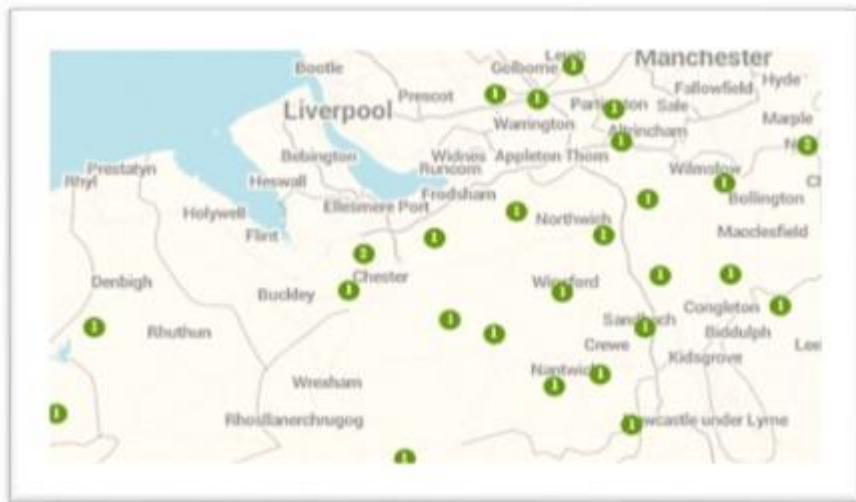 Leigh
Manchester
Bootle
Golborne
Hyde
Fallowfield
Prescot
Liverpool
Sale
Marple
Warrington
Altrincham
Bebington
Widnes
Appleton Thorn
Runcorn
Prestatyn
Wilmslow
Rhyl
Heswall
Frodsham
Bollington
Ellesmere Port
Holywell
Northwich
Flint
Macclesfield
Denbigh
Chester
Buckley
Winsford
Congleton
Rhuthun
Sandbach
Biddulph
Crewe
Lee
Kidsgrove
Nantwich
Wrexham
Rhosllanerchrugog
Newcastle under Lyme